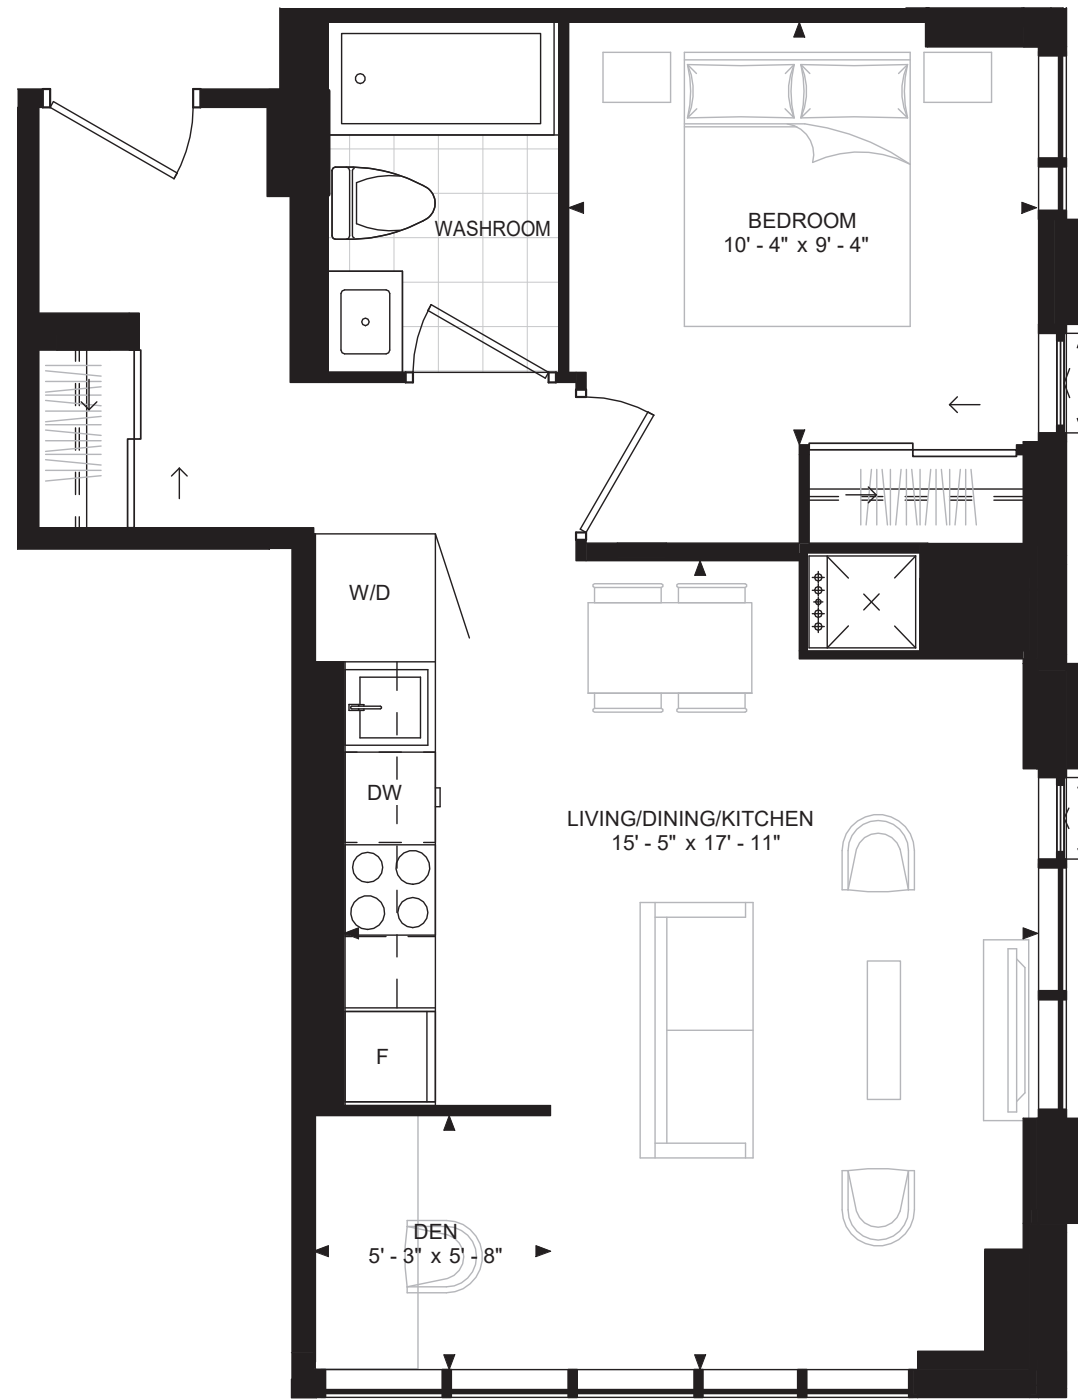 WASHROOM
BEDROOM
10' - 4" x 9' - 4"
W/D
DW
LIVING/DINING/KITCHEN
15' - 5" x 17' - 11"
F
DEN
5' - 3" x 5' - 8"